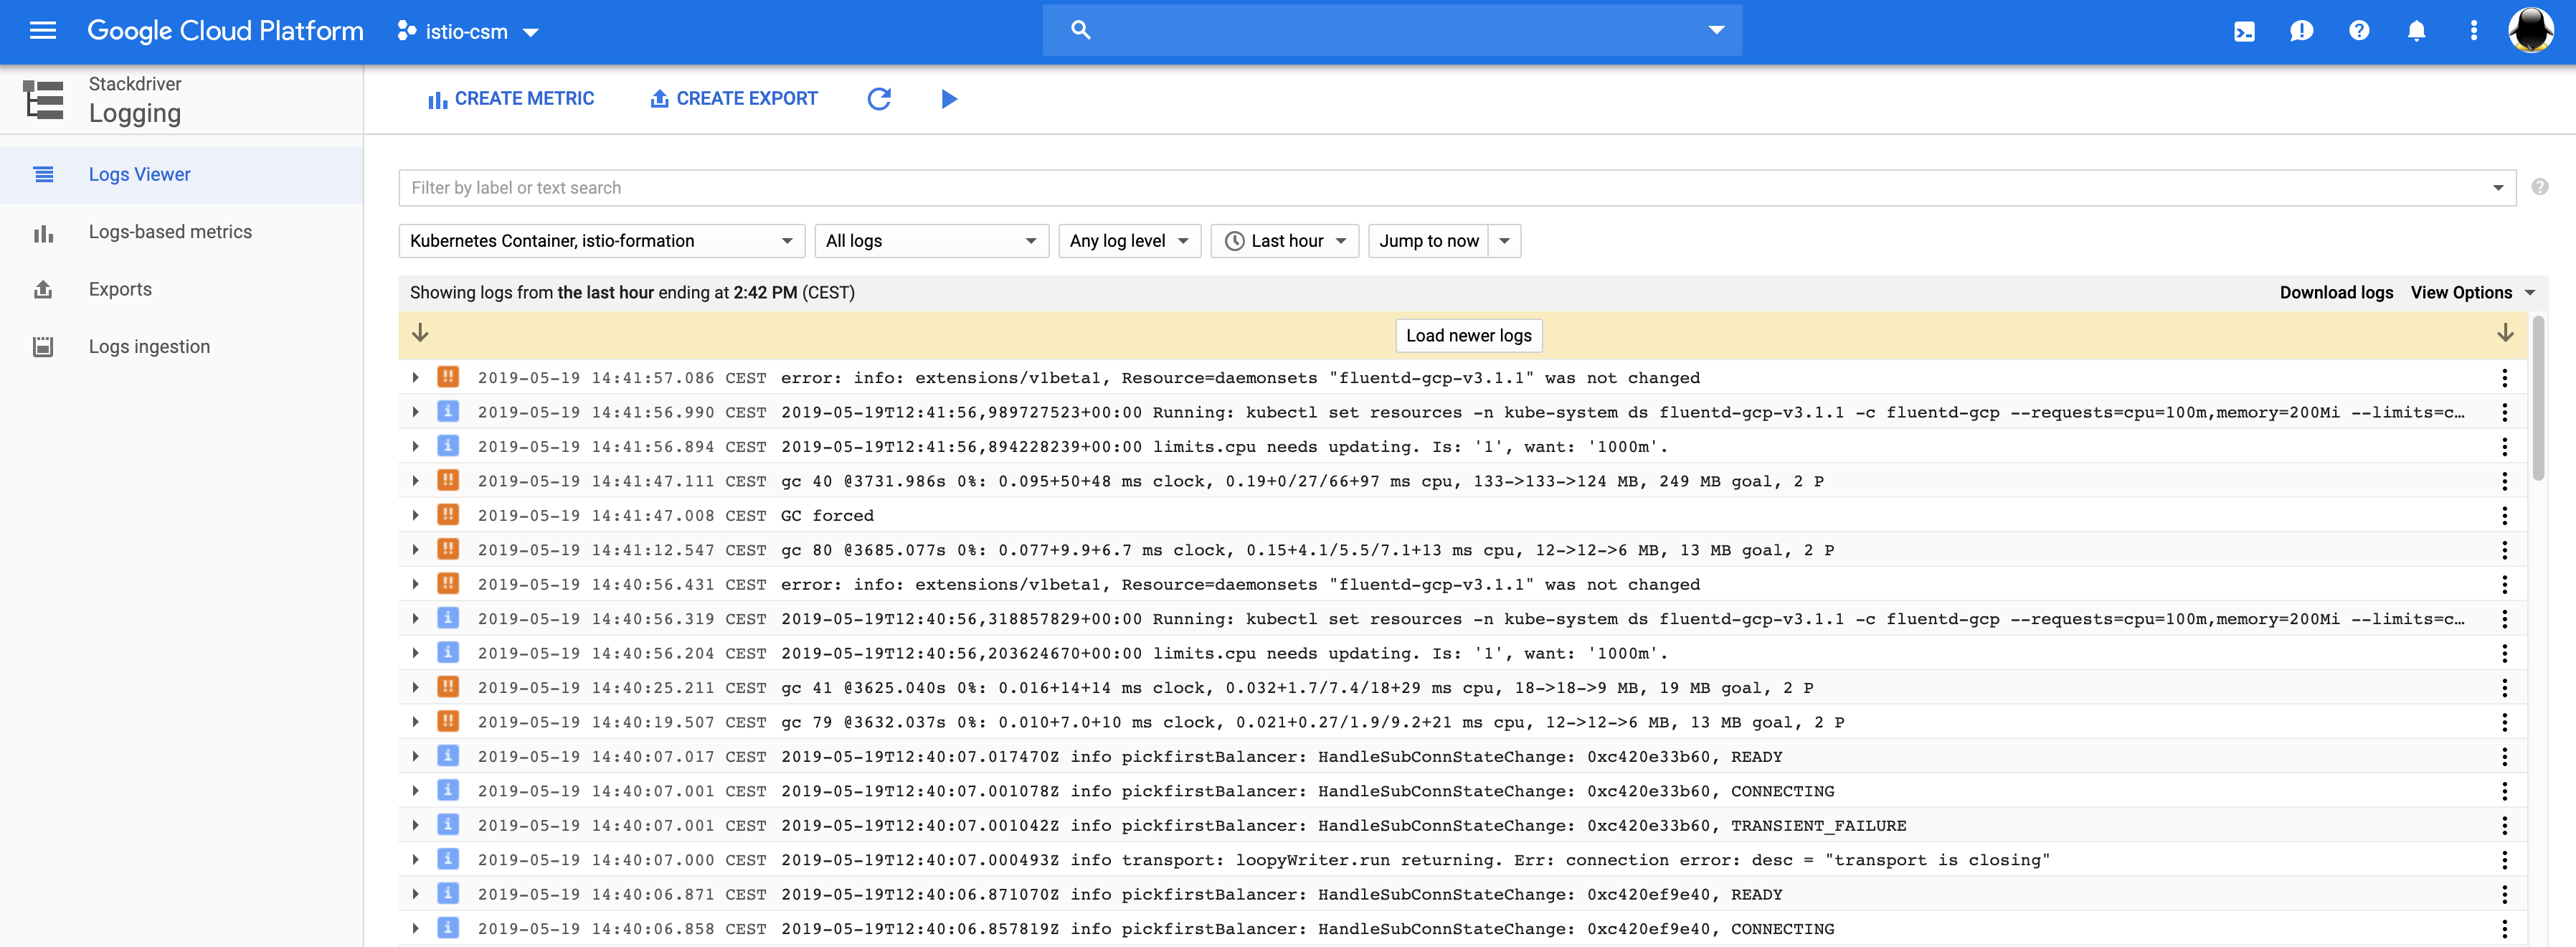 Google Cloud Platform istio-csm
Stackdriver
Logging
CREATE METRIC CREATE EXPORT
Logs Viewer
Logs-based metrics
Exports
Logs ingestion
Filter by label or text search
Kubernetes Container, istio-formation All logs Any log level Last hour Jump to now
Showing logs from the last hour ending at 2:42 PM (CEST) Download logs View Options
Load newer logs
!! 2019-05-19 14:41:57.086 CEST error: info: extensions/v1beta1, Resource=daemonsets "fluentd-gcp-v3.1.1" was not changed
i 2019-05-19 14:41:56.990 CEST 2019-05-19T12:41:56,989727523+00:00 Running: kubectl set resources -n kube-system ds fluentd-gcp-v3.1.1 -c fluentd-gcp --requests=cpu=100m,memory=200Mi --limits=c…
i 2019-05-19 14:41:56.894 CEST 2019-05-19T12:41:56,894228239+00:00 limits.cpu needs updating. Is: '1', want: '1000m'.
!! 2019-05-19 14:41:47.111 CEST gc 40 @3731.986s 0%: 0.095+50+48 ms clock, 0.19+0/27/66+97 ms cpu, 133->133->124 MB, 249 MB goal, 2 P
!! 2019-05-19 14:41:47.008 CEST GC forced
!! 2019-05-19 14:41:12.547 CEST gc 80 @3685.077s 0%: 0.077+9.9+6.7 ms clock, 0.15+4.1/5.5/7.1+13 ms cpu, 12->12->6 MB, 13 MB goal, 2 P
!! 2019-05-19 14:40:56.431 CEST error: info: extensions/v1beta1, Resource=daemonsets "fluentd-gcp-v3.1.1" was not changed
i 2019-05-19 14:40:56.319 CEST 2019-05-19T12:40:56,318857829+00:00 Running: kubectl set resources -n kube-system ds fluentd-gcp-v3.1.1 -c fluentd-gcp --requests=cpu=100m,memory=200Mi --limits=c…
i 2019-05-19 14:40:56.204 CEST 2019-05-19T12:40:56,203624670+00:00 limits.cpu needs updating. Is: '1', want: '1000m'.
!! 2019-05-19 14:40:25.211 CEST gc 41 @3625.040s 0%: 0.016+14+14 ms clock, 0.032+1.7/7.4/18+29 ms cpu, 18->18->9 MB, 19 MB goal, 2 P
!! 2019-05-19 14:40:19.507 CEST gc 79 @3632.037s 0%: 0.010+7.0+10 ms clock, 0.021+0.27/1.9/9.2+21 ms cpu, 12->12->6 MB, 13 MB goal, 2 P
i 2019-05-19 14:40:07.017 CEST 2019-05-19T12:40:07.017470Z info pickfirstBalancer: HandleSubConnStateChange: 0xc420e33b60, READY
i 2019-05-19 14:40:07.001 CEST 2019-05-19T12:40:07.001078Z info pickfirstBalancer: HandleSubConnStateChange: 0xc420e33b60, CONNECTING
i 2019-05-19 14:40:07.001 CEST 2019-05-19T12:40:07.001042Z info pickfirstBalancer: HandleSubConnStateChange: 0xc420e33b60, TRANSIENT_FAILURE
i 2019-05-19 14:40:07.000 CEST 2019-05-19T12:40:07.000493Z info transport: loopyWriter.run returning. Err: connection error: desc = "transport is closing"
i 2019-05-19 14:40:06.871 CEST 2019-05-19T12:40:06.871070Z info pickfirstBalancer: HandleSubConnStateChange: 0xc420ef9e40, READY
i 2019-05-19 14:40:06.858 CEST 2019-05-19T12:40:06.857819Z info pickfirstBalancer: HandleSubConnStateChange: 0xc420ef9e40, CONNECTING